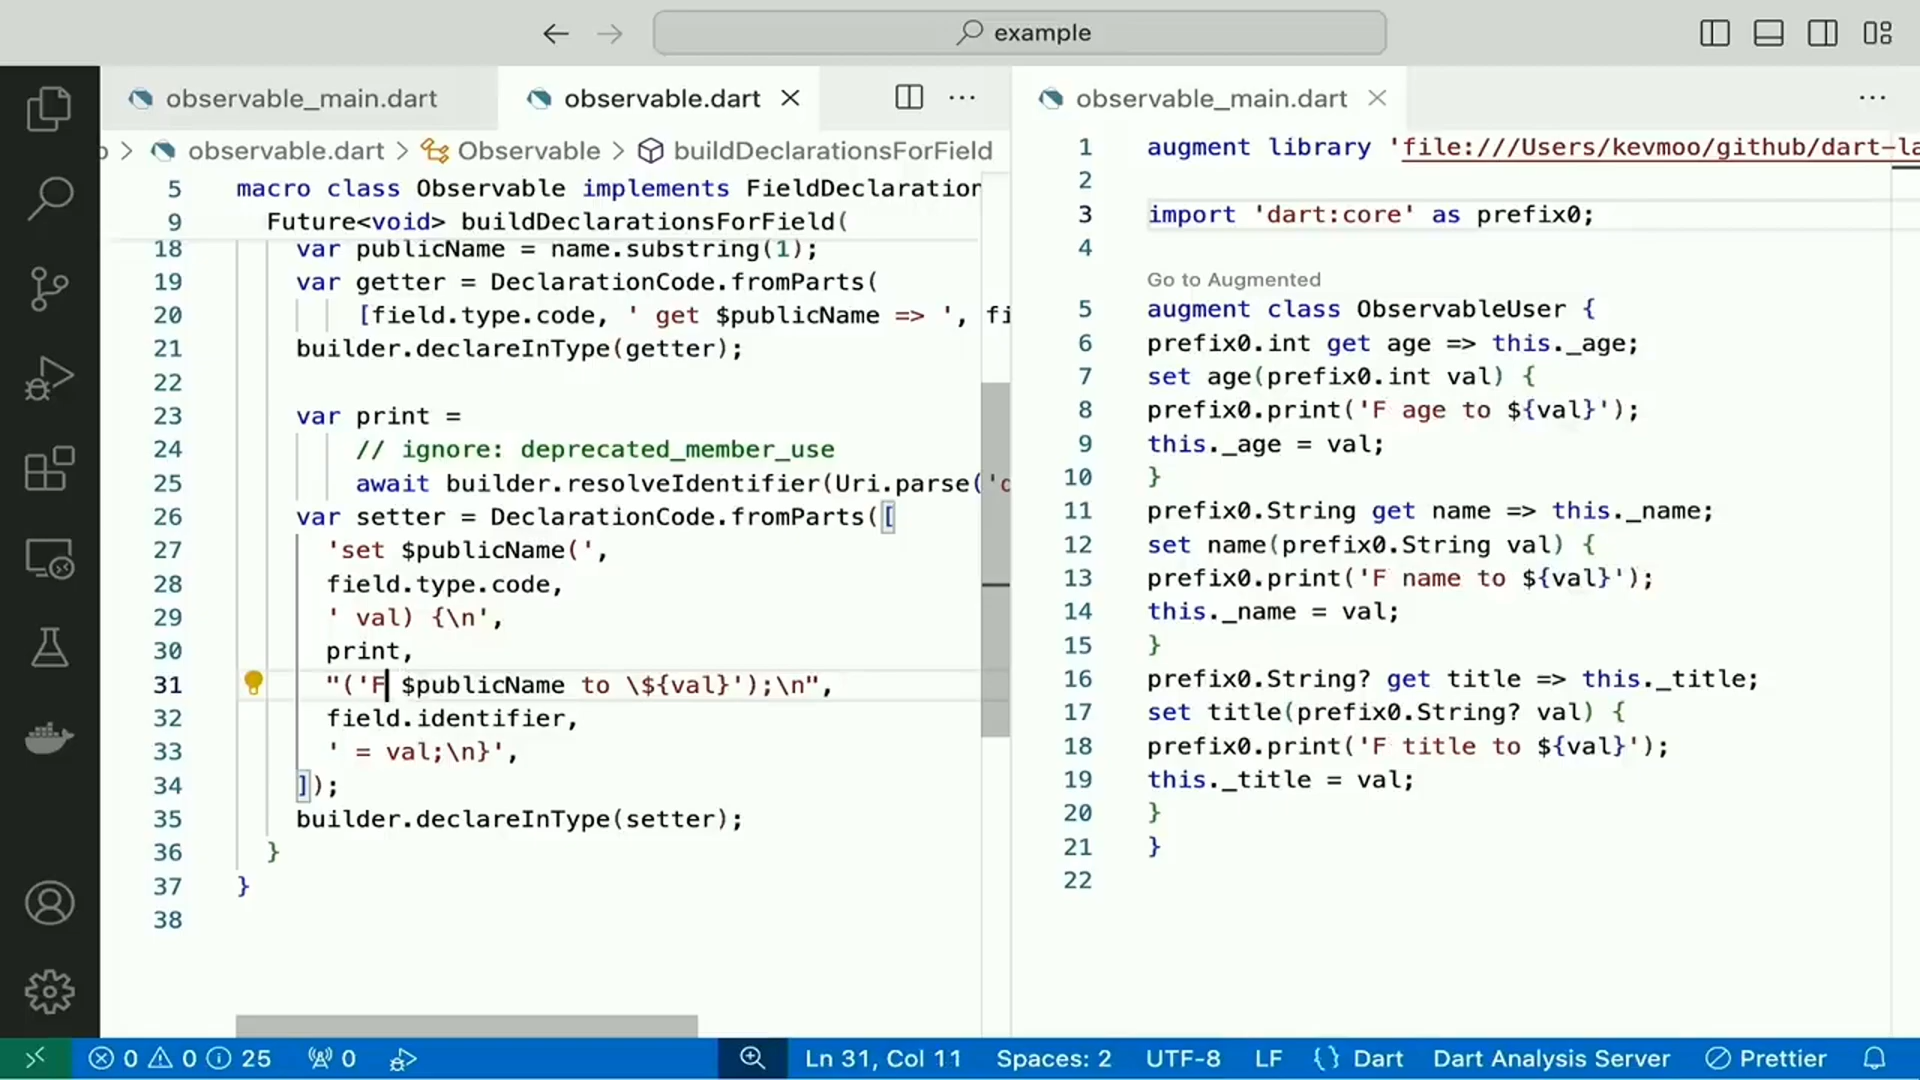 example
observable_main.dart
observable.dart
observable_main.dart
observable.dart > Observable > buildDeclarationsForField
5 macro class Observable implements FieldDeclaration
9 Future<void> buildDeclarationsForField(
18 var publicName = name.substring(1);
19 var getter = DeclarationCode.fromParts(
20 [field.type.code, ' get $publicName => ', fi
21 builder.declareInType(getter);
22
23 var print =
24 // ignore: deprecated_member_use
25 await builder.resolveIdentifier(Uri.parse('d
26 var setter = DeclarationCode.fromParts([
27 'set $publicName(',
28 field.type.code,
29 ' val) {\n',
30 print,
31 "('F $publicName to \${val}');\n",
32 field.identifier,
33 ' = val;\n}',
34 ]);
35 builder.declareInType(setter);
36 }
37 }
38
1 augment library 'file:///Users/kevmoo/github/dart-la
2
3 import 'dart:core' as prefix0;
4
Go to Augmented
5 augment class ObservableUser {
6 prefix0.int get age => this._age;
7 set age(prefix0.int val) {
8 prefix0.print('F age to ${val}');
9 this._age = val;
10 }
11 prefix0.String get name => this._name;
12 set name(prefix0.String val) {
13 prefix0.print('F name to ${val}');
14 this._name = val;
15 }
16 prefix0.String? get title => this._title;
17 set title(prefix0.String? val) {
18 prefix0.print('F title to ${val}');
19 this._title = val;
20 }
21 }
22
0 0 25 0 Ln 31, Col 11 Spaces: 2 UTF-8 LF {} Dart Dart Analysis Server Prettier